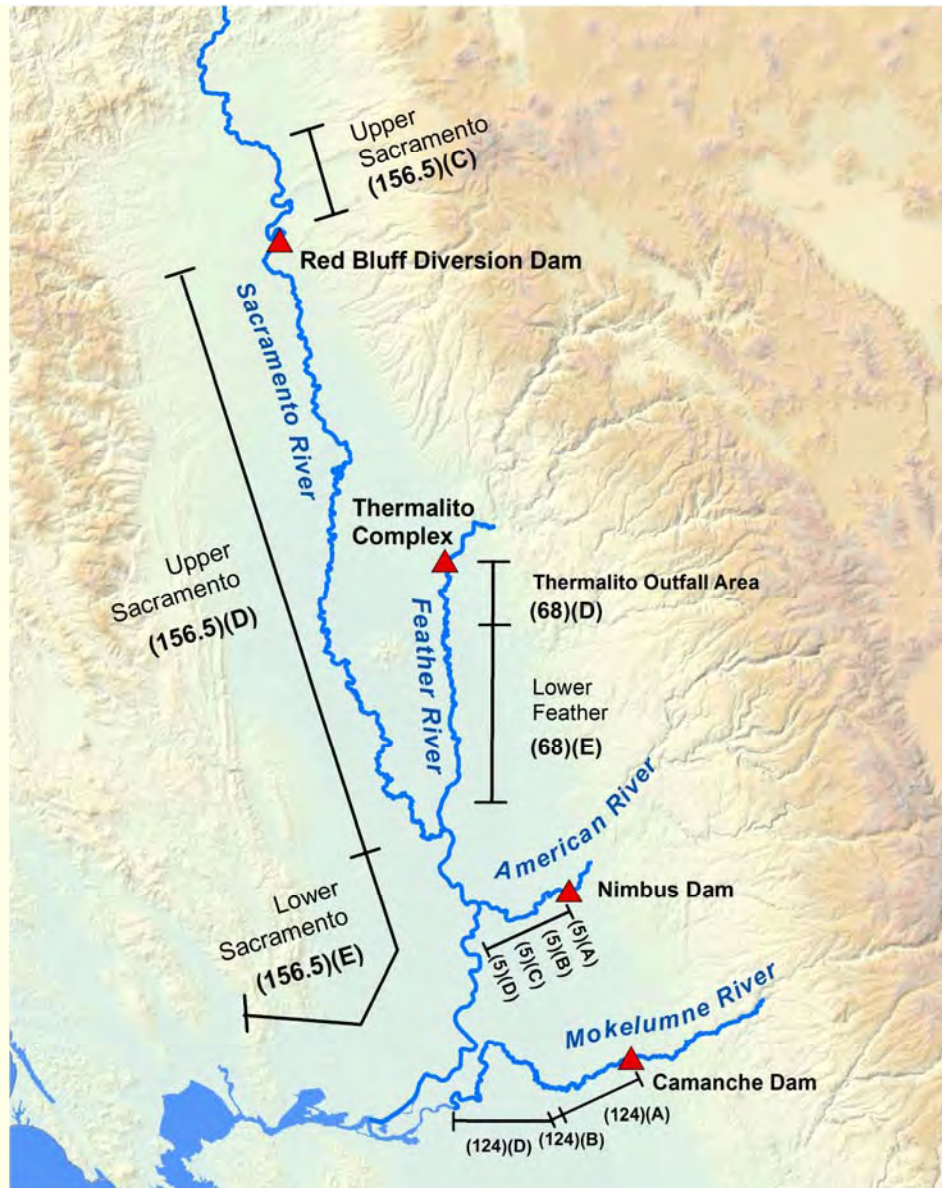 Upper
Sacramento
(156.5)(C)
Red Bluff Diversion Dam
Sacramento River
Thermalito
Complex
Thermalito Outfall Area
(68)(D)
Feather River
Upper
Sacramento
(156.5)(D)
Lower
Feather
(68)(E)
American River
Nimbus Dam
Lower
Sacramento
(156.5)(E)
(5)(A)
(5)(B)
(5)(C)
(5)(D)
Mokelumne River
Camanche Dam
(124)(A)
(124)(B)
(124)(D)